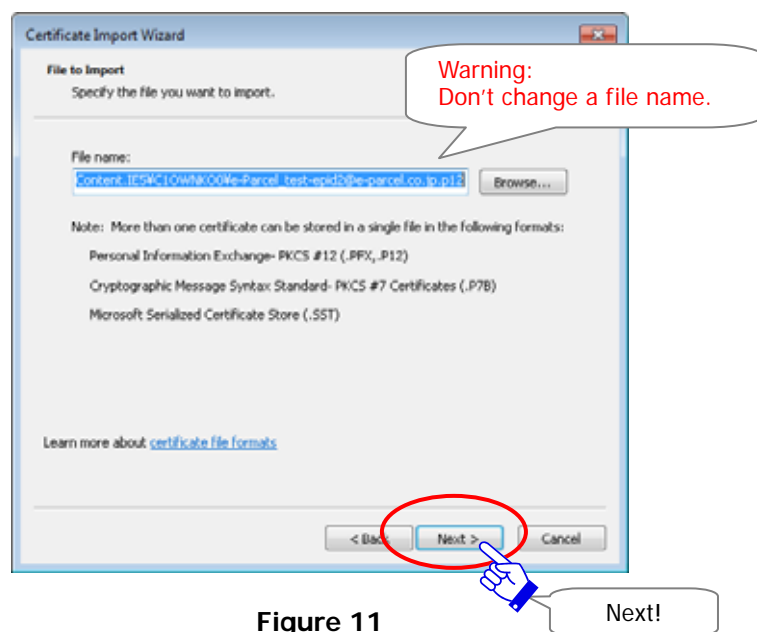 Certificate Import Wizard
File to Import
Specify the file you want to import.
Warning:
Don't change a file name.
File name:
Content.IE5¥C1OWNKO0¥e-Parcel_test-epid2@e-parcel.co.jp.p12
Browse...
Note: More than one certificate can be stored in a single file in the following formats:
Personal Information Exchange- PKCS #12 (.PFX,.P12)
Cryptographic Message Syntax Standard- PKCS #7 Certificates (.P7B)
Microsoft Serialized Certificate Store (.SST)
Learn more about certificate file formats
< Back
Next >
Cancel
Next!
Figure 11